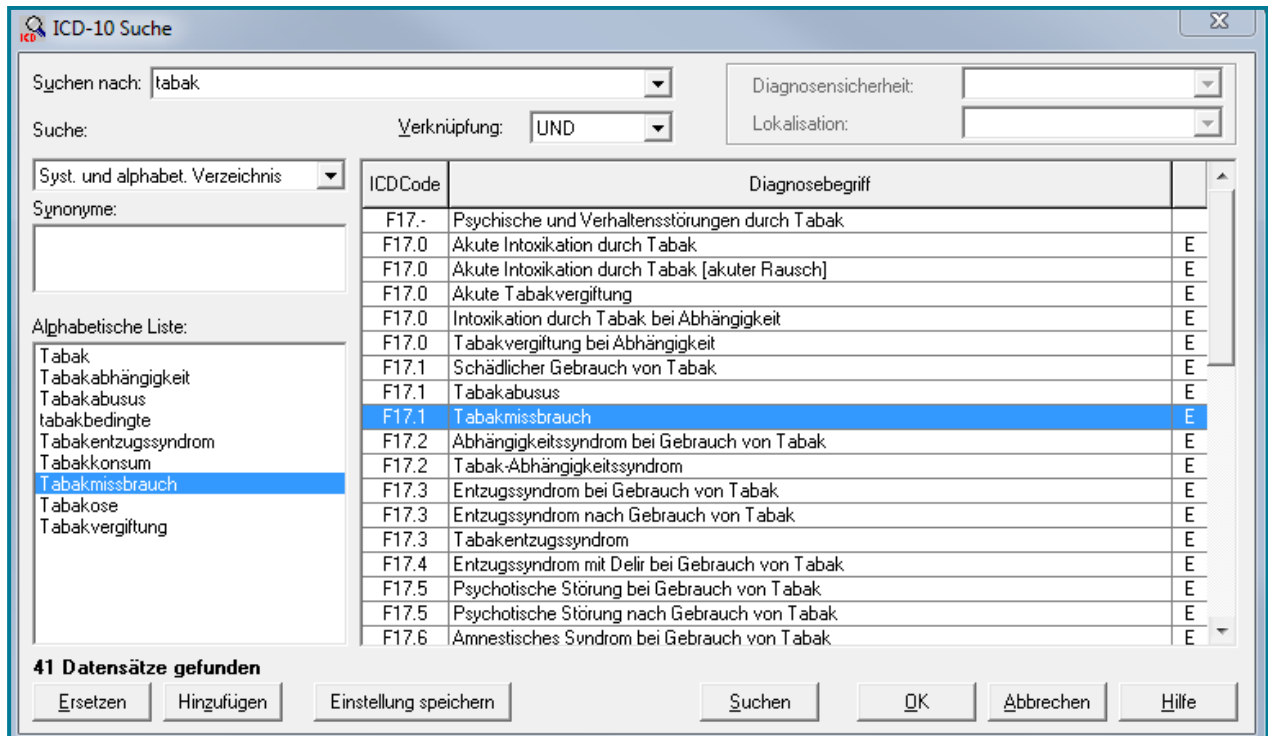 ICD ICD-10 Suche
Suchen nach: tabak
Diagnosensicherheit:
Suche:
Verknüpfung: UND
Lokalisation:
Syst. und alphabet. Verzeichnis
Synonyme:
Alphabetische Liste:
Tabak
Tabakabhängigkeit
Tabakabusus
tabakbedingte
Tabakentzugssyndrom
Tabakkonsum
Tabakmissbrauch
Tabakose
Tabakvergiftung
ICDCode Diagnosebegriff
F17.- Psychische und Verhaltensstörungen durch Tabak
F17.0 Akute Intoxikation durch Tabak E
F17.0 Akute Intoxikation durch Tabak [akuter Rausch] E
F17.0 Akute Tabakvergiftung E
F17.0 Intoxikation durch Tabak bei Abhängigkeit E
F17.0 Tabakvergiftung bei Abhängigkeit E
F17.1 Schädlicher Gebrauch von Tabak E
F17.1 Tabakabusus E
F17.1 Tabakmissbrauch E
F17.2 Abhängigkeitssyndrom bei Gebrauch von Tabak E
F17.2 Tabak-Abhängigkeitssyndrom E
F17.3 Entzugssyndrom bei Gebrauch von Tabak E
F17.3 Entzugssyndrom nach Gebrauch von Tabak E
F17.3 Tabakentzugssyndrom E
F17.4 Entzugssyndrom mit Delir bei Gebrauch von Tabak E
F17.5 Psychotische Störung bei Gebrauch von Tabak E
F17.5 Psychotische Störung nach Gebrauch von Tabak E
F17.6 Amnestisches Syndrom bei Gebrauch von Tabak E
41 Datensätze gefunden
Ersetzen Hinzufügen Einstellung speichern Suchen OK Abbrechen Hilfe